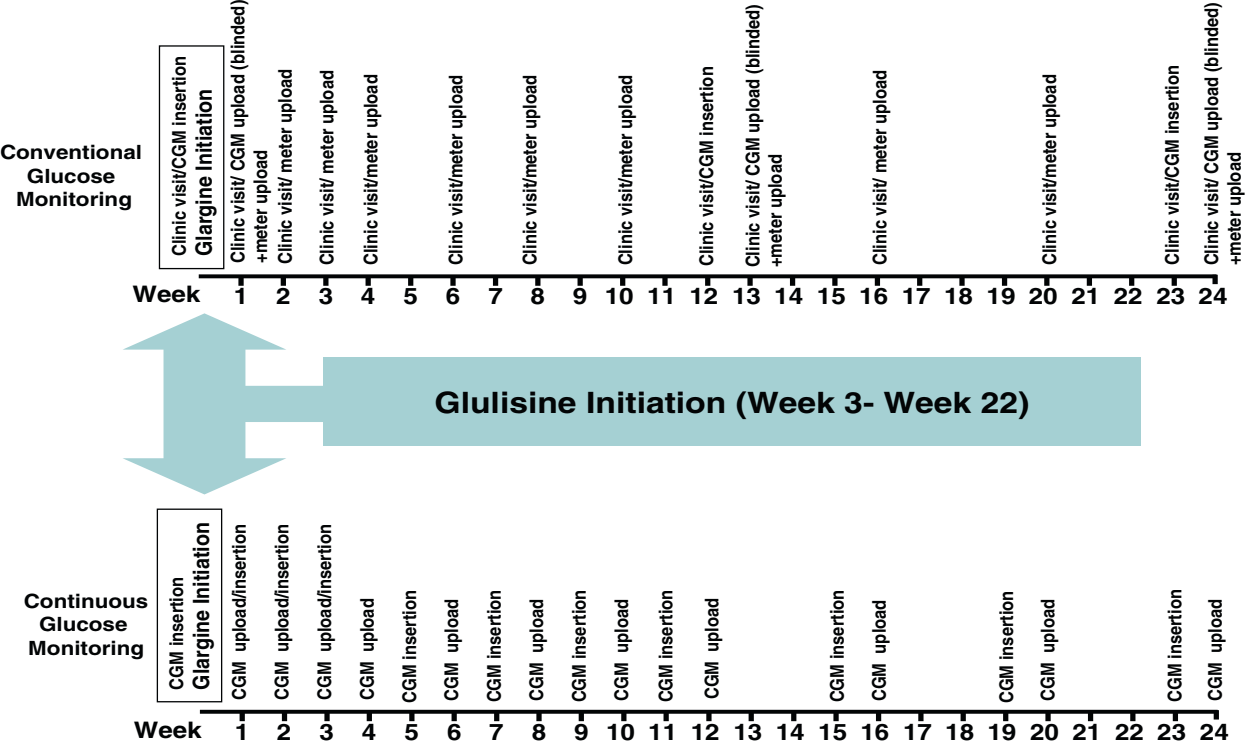 Conventional
Glucose
Monitoring
Clinic visit/CGM insertion
Glargine Initiation
Clinic visit/ CGM upload (blinded)
+meter upload
Clinic visit/ meter upload
Clinic visit/ meter upload
Clinic visit/meter upload
Clinic visit/meter upload
Clinic visit/meter upload
Clinic visit/meter upload
Clinic visit/CGM insertion
Clinic visit/ CGM upload (blinded)
+meter upload
Clinic visit/ meter upload
Clinic visit/meter upload
Clinic visit/CGM insertion
Clinic visit/ CGM upload (blinded)
+meter upload
Week 1 2 3 4 5 6 7 8 9 10 11 12 13 14 15 16 17 18 19 20 21 22 23 24
Glulisine Initiation (Week 3- Week 22)
Continuous
Glucose
Monitoring
CGM insertion
Glargine Initiation
CGM upload/insertion
CGM upload/insertion
CGM upload/insertion
CGM upload
CGM insertion
CGM upload
CGM insertion
CGM upload
CGM insertion
CGM upload
CGM insertion
CGM upload
CGM insertion
CGM upload
CGM insertion
CGM upload
CGM insertion
CGM upload
Week 1 2 3 4 5 6 7 8 9 10 11 12 13 14 15 16 17 18 19 20 21 22 23 24